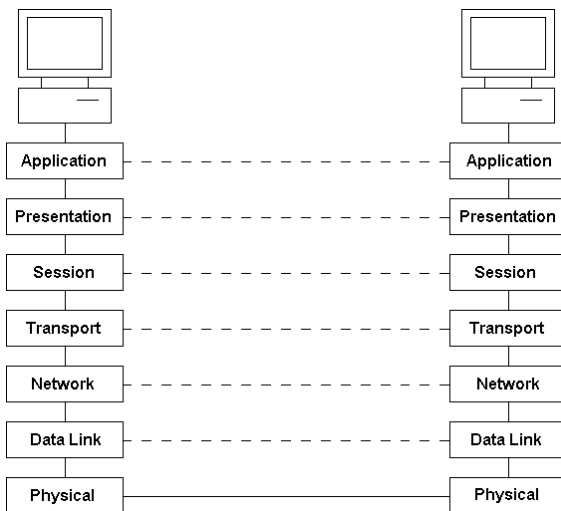 Application Application
Presentation Presentation
Session Session
Transport Transport
Network Network
Data Link Data Link
Physical Physical